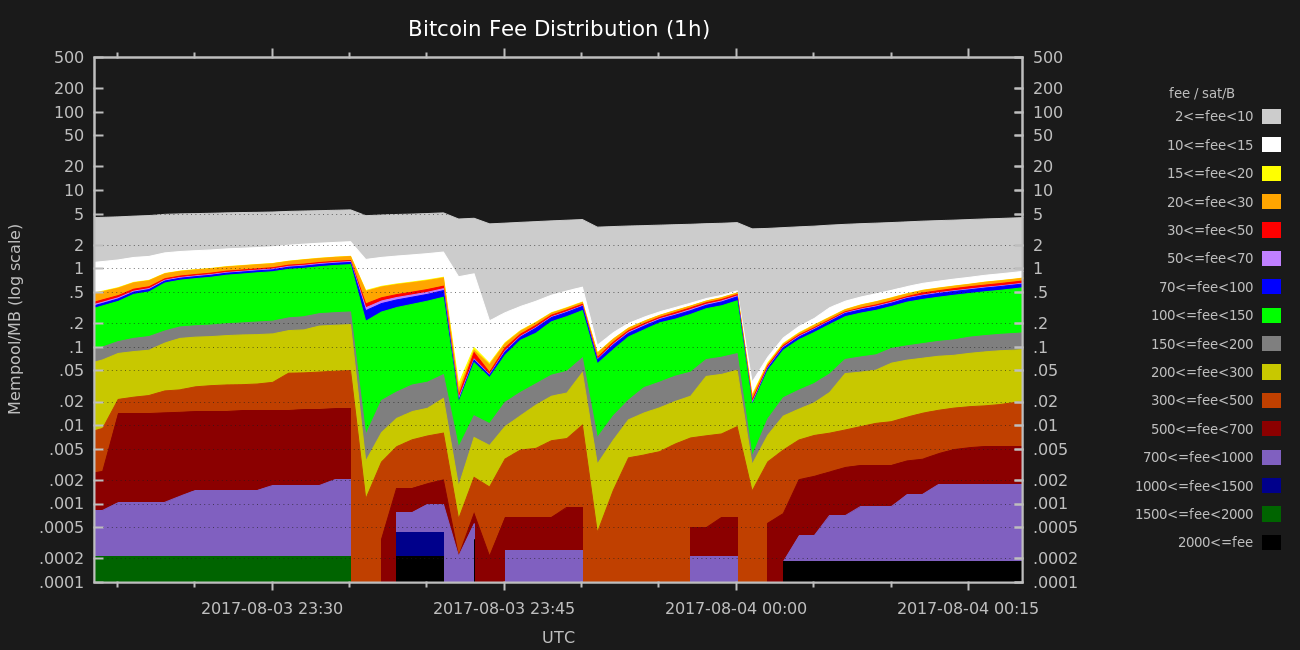 Bitcoin Fee Distribution (1h)
Mempool/MB (log scale)
500
200
100
50
20
10
5
2
1
.5
.2
.1
.05
.02
.01
.005
.002
.001
.0005
.0002
.0001
500
200
100
50
20
10
5
2
1
.5
.2
.1
.05
.02
.01
.005
.002
.001
.0005
.0002
.0001
2017-08-03 23:30
2017-08-03 23:45
2017-08-04 00:00
2017-08-04 00:15
UTC
fee / sat/B
2<=fee<10
10<=fee<15
15<=fee<20
20<=fee<30
30<=fee<50
50<=fee<70
70<=fee<100
100<=fee<150
150<=fee<200
200<=fee<300
300<=fee<500
500<=fee<700
700<=fee<1000
1000<=fee<1500
1500<=fee<2000
2000<=fee